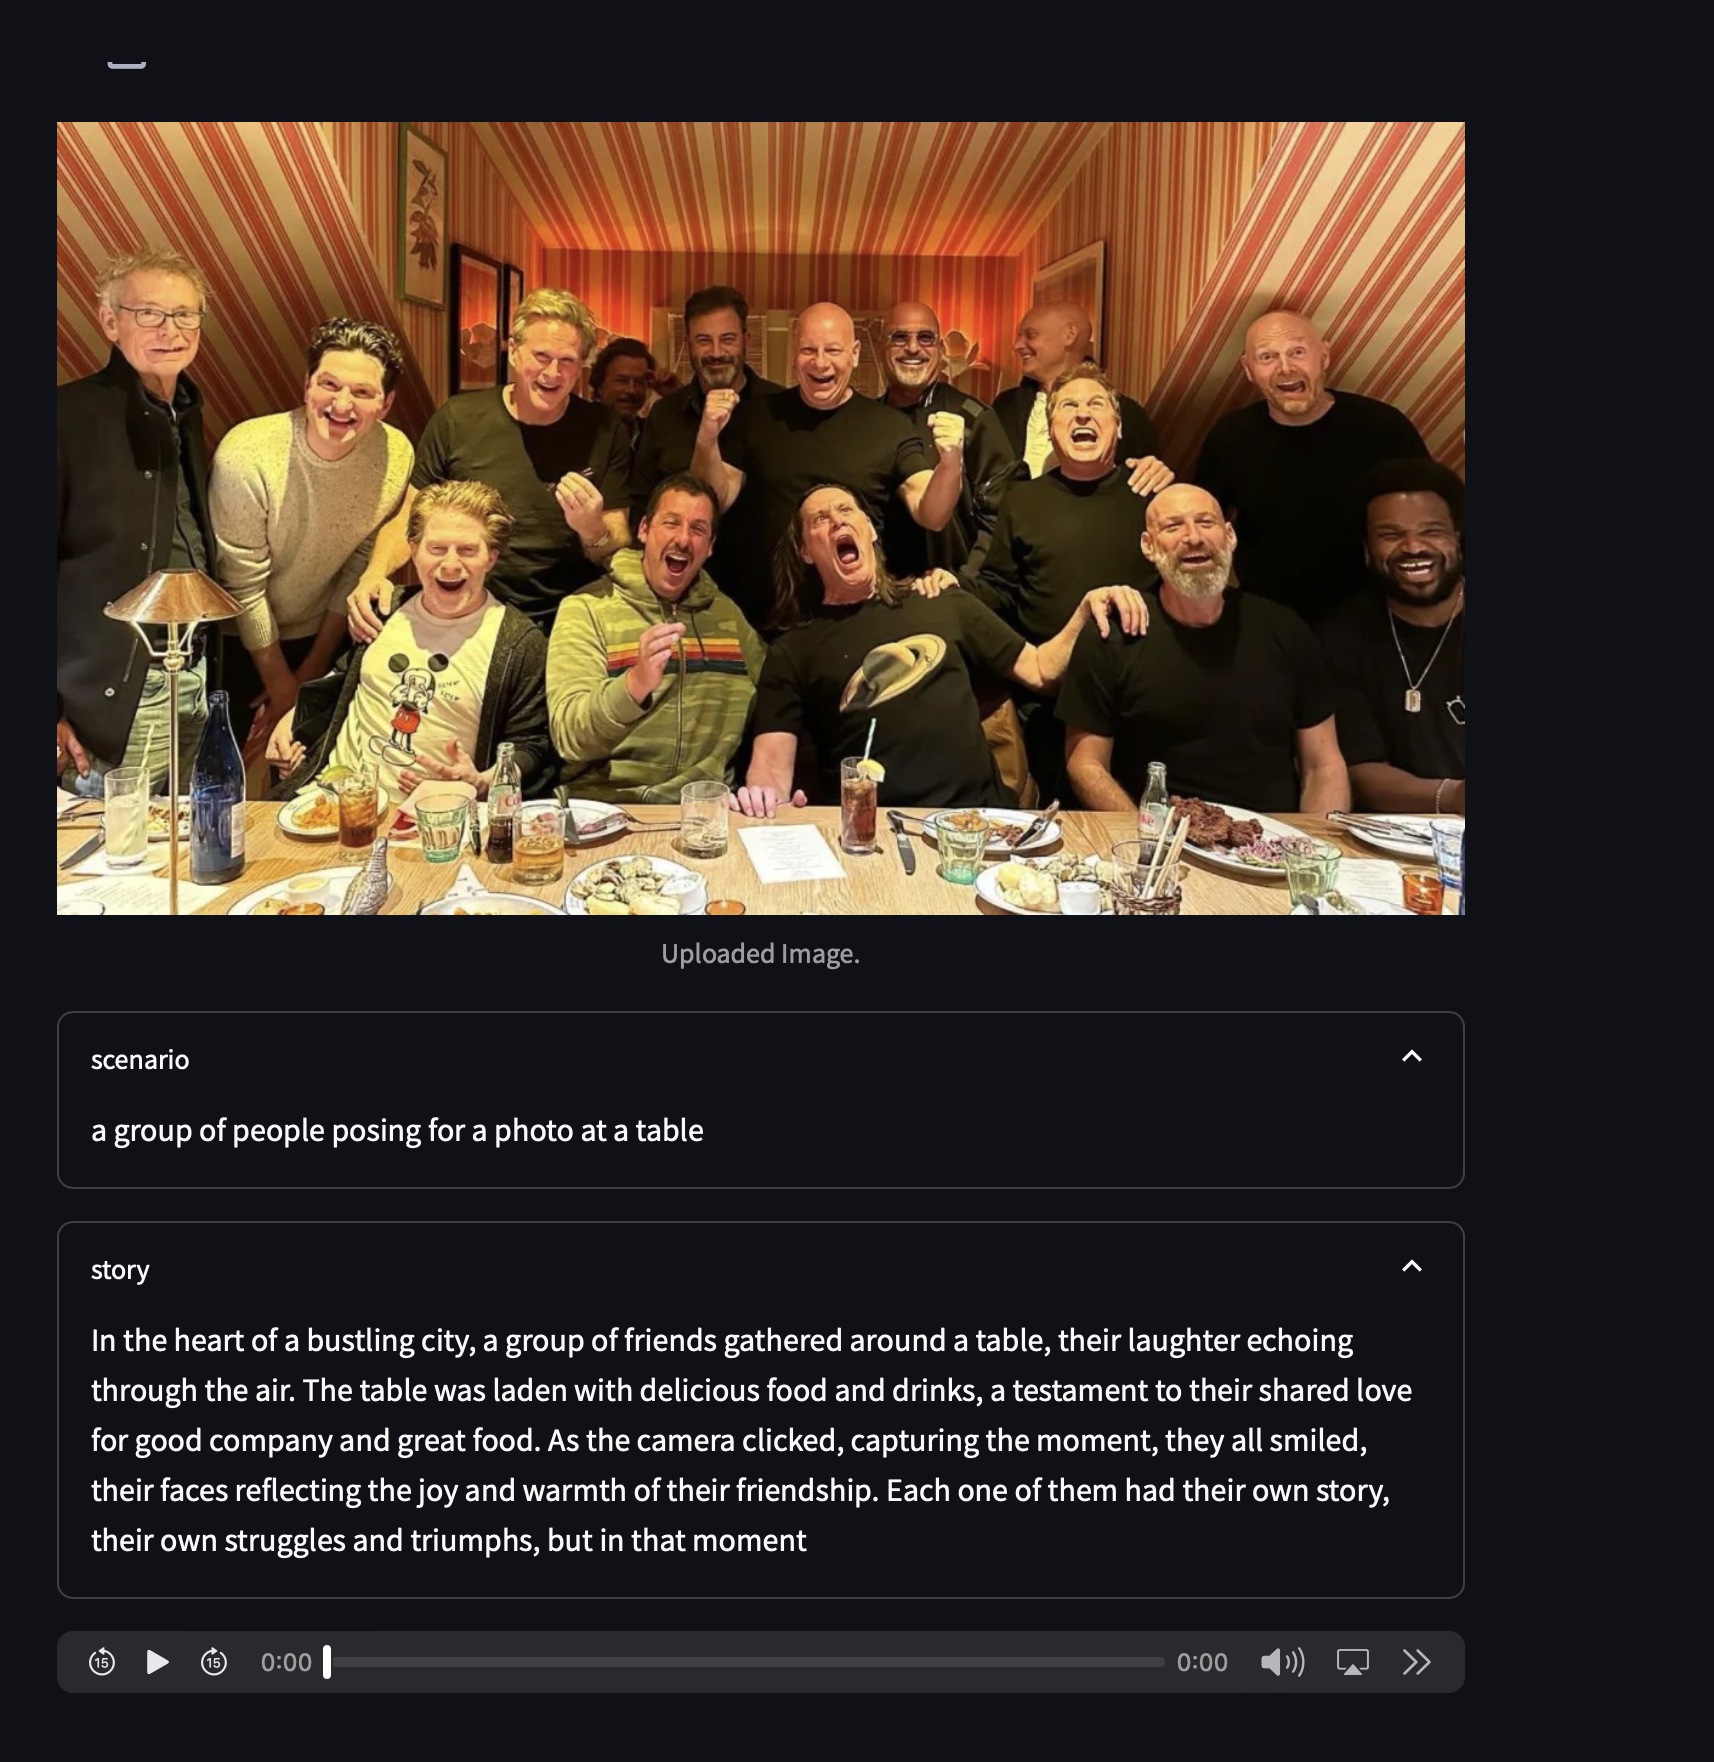 Uploaded Image.
scenario
a group of people posing for a photo at a table
story
In the heart of a bustling city, a group of friends gathered around a table, their laughter echoing
through the air. The table was laden with delicious food and drinks, a testament to their shared love
for good company and great food. As the camera clicked, capturing the moment, they all smiled,
their faces reflecting the joy and warmth of their friendship. Each one of them had their own story,
their own struggles and triumphs, but in that moment
15
15
0:00
0:00